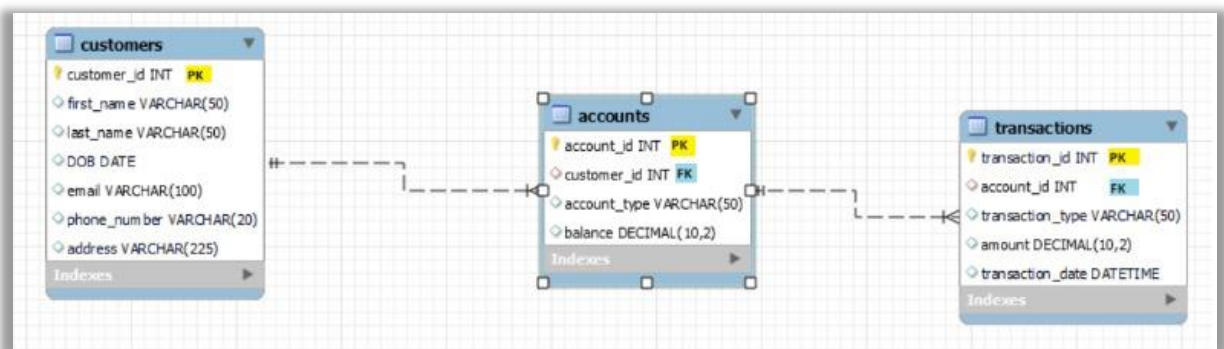 customers
customer_id INT PK
first_name VARCHAR(50)
last_name VARCHAR(50)
DOB DATE
email VARCHAR(100)
phone_number VARCHAR(20)
address VARCHAR(225)
Indexes
accounts
account_id INT PK
customer_id INT FK
account_type VARCHAR(50)
balance DECIMAL(10,2)
Indexes
transactions
transaction_id INT PK
account_id INT FK
transaction_type VARCHAR(50)
amount DECIMAL(10,2)
transaction_date DATETIME
Indexes